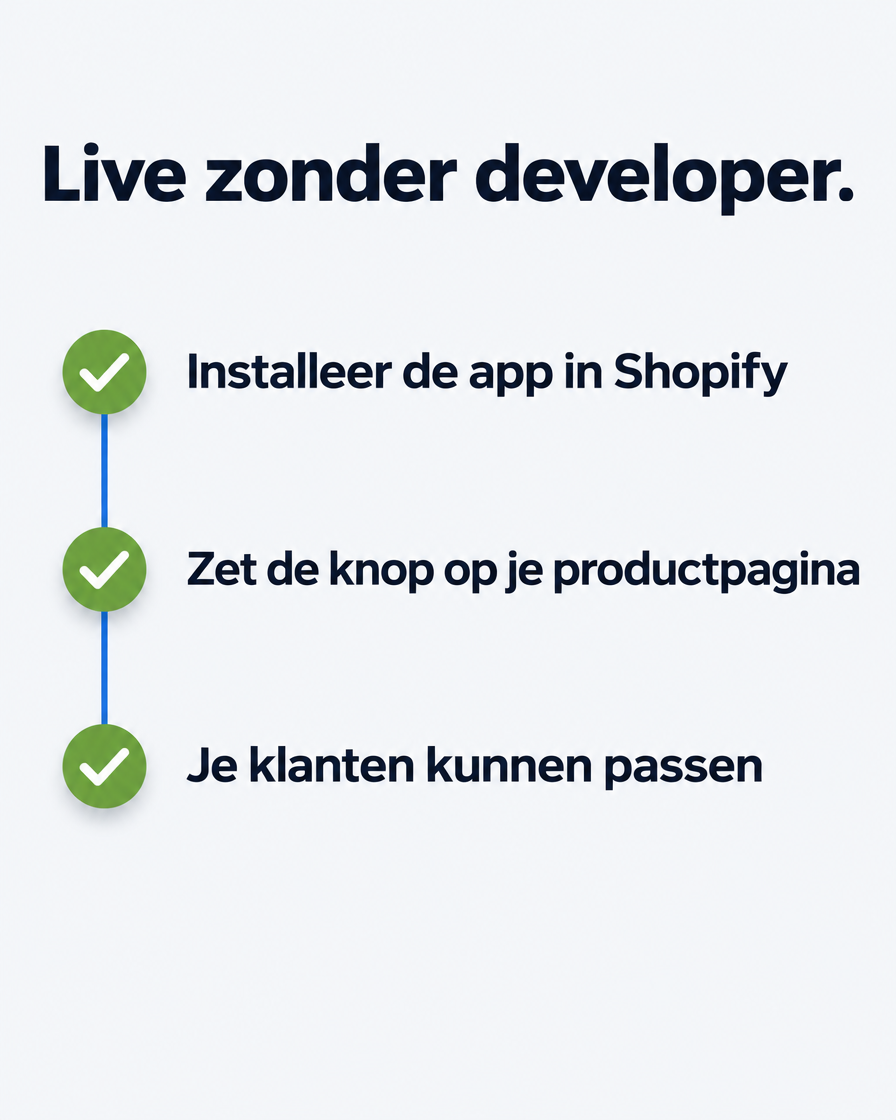 Live zonder developer.
Installeer de app in Shopify
Zet de knop op je productpagina
Je klanten kunnen passen